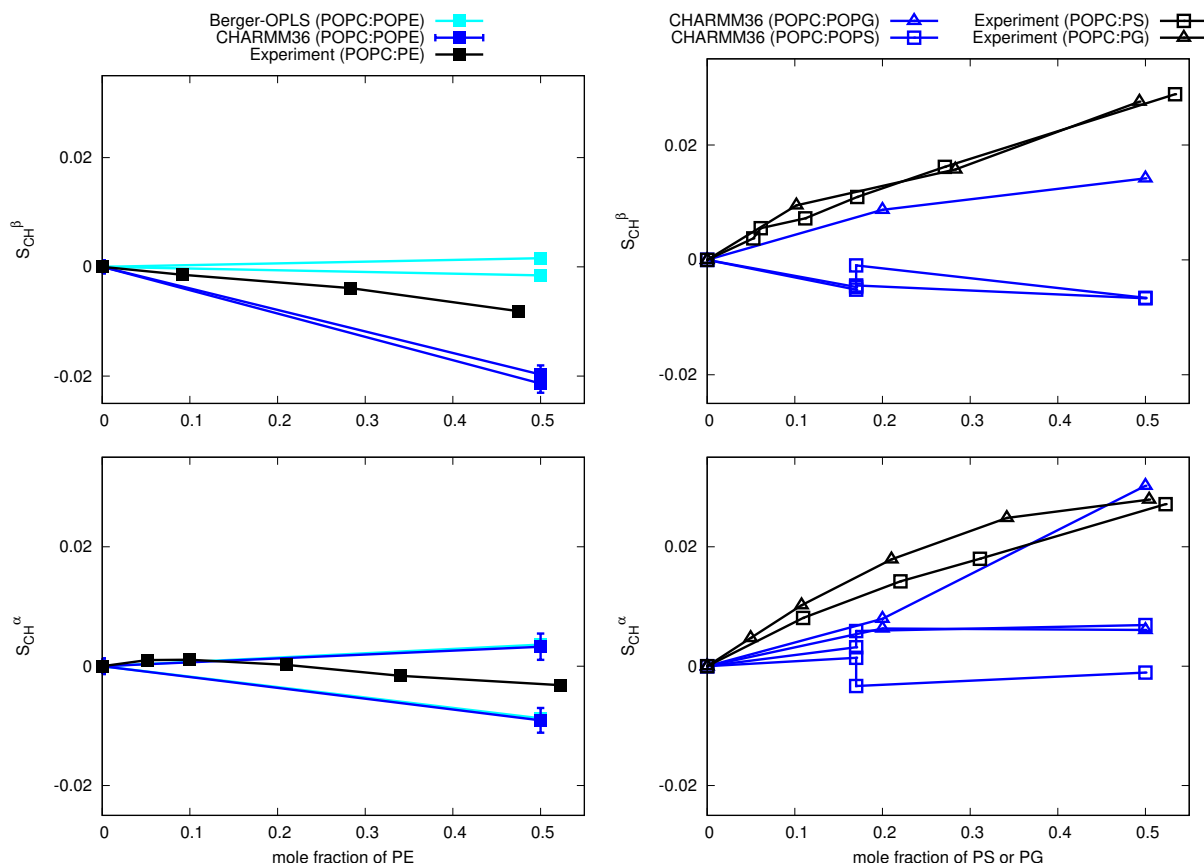 Berger-OPLS (POPC:POPE)
CHARMM36 (POPC:POPE)
Experiment (POPC:PE)
CHARMM36 (POPC:POPG)
CHARMM36 (POPC:POPS)
Experiment (POPC:PS)
Experiment (POPC:PG)
S_CH^β
0.02
0
-0.02
0 0.1 0.2 0.3 0.4 0.5
S_CH^β
0.02
0
-0.02
0 0.1 0.2 0.3 0.4 0.5
S_CH^α
0.02
0
-0.02
0 0.1 0.2 0.3 0.4 0.5
mole fraction of PE
S_CH^α
0.02
0
-0.02
0 0.1 0.2 0.3 0.4 0.5
mole fraction of PS or PG